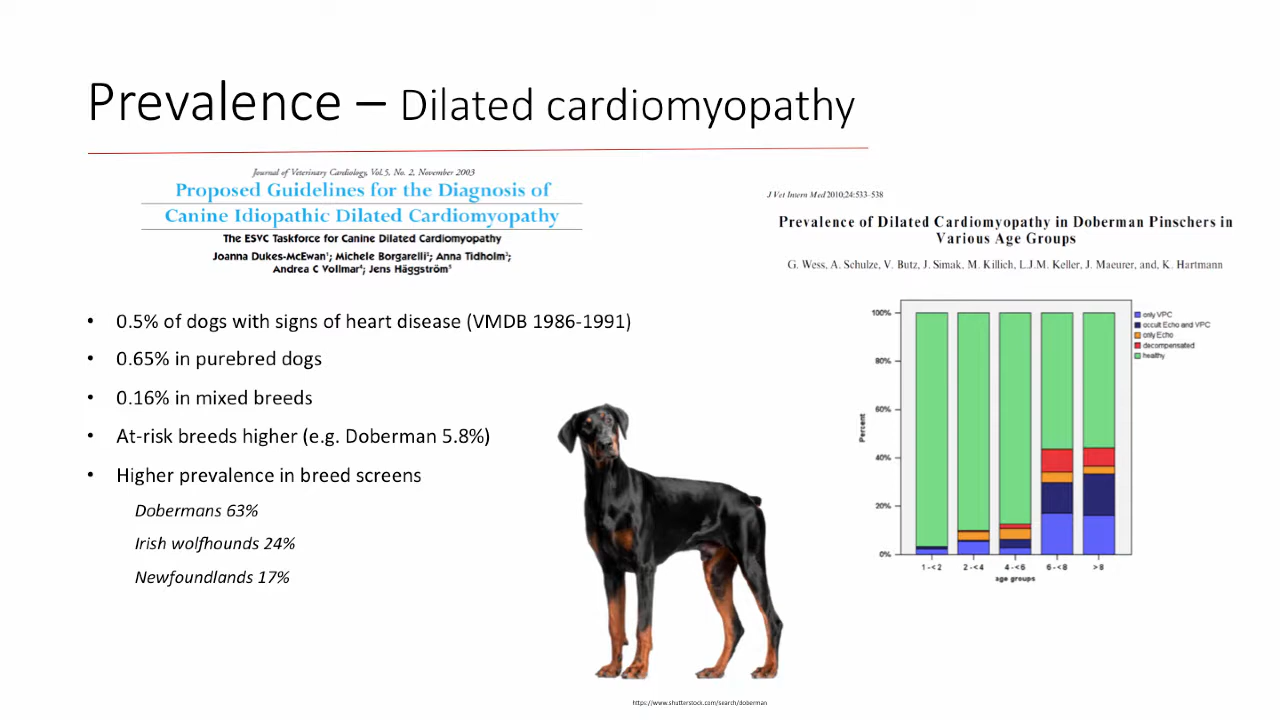 Prevalence – Dilated cardiomyopathy
Journal of Veterinary Cardiology, Vol.5, No. 2, November 2003
Proposed Guidelines for the Diagnosis of
Canine Idiopathic Dilated Cardiomyopathy
The ESVC Taskforce for Canine Dilated Cardiomyopathy
Joanna Dukes-McEwan¹; Michele Borgarelli²; Anna Tidholm³;
Andrea C Vollmar⁴; Jens Häggström⁵
• 0.5% of dogs with signs of heart disease (VMDB 1986-1991)
• 0.65% in purebred dogs
• 0.16% in mixed breeds
• At-risk breeds higher (e.g. Doberman 5.8%)
• Higher prevalence in breed screens
Dobermans 63%
Irish wolfhounds 24%
Newfoundlands 17%
J Vet Intern Med 2010;24:533–538
Prevalence of Dilated Cardiomyopathy in Doberman Pinschers in
Various Age Groups
G. Wess, A. Schulze, V. Butz, J. Simak, M. Killich, L.J.M. Keller, J. Maeurer, and, K. Hartmann
100%
80%
60%
40%
20%
0%
Percent
1 -< 2
2 -< 4
4 -< 6
6 -< 8
> 8
age groups
only VPC
occult Echo and VPC
only Echo
decompensated
healthy
https://www.shutterstock.com/search/doberman